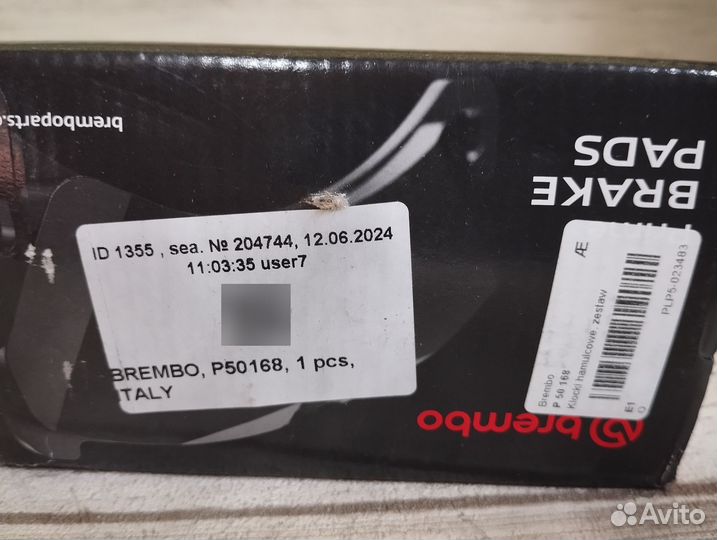 bremboparts.
BRAKE
PADS
ID 1355 , sea. № 204744, 12.06.2024
11:03:35 user7
BREMBO, P50168, 1 pcs,
ITALY
Brembo
P 50 168
Klocki hamulcowe, zestaw
E1
Æ
PLP5-023483
brembo
Avito